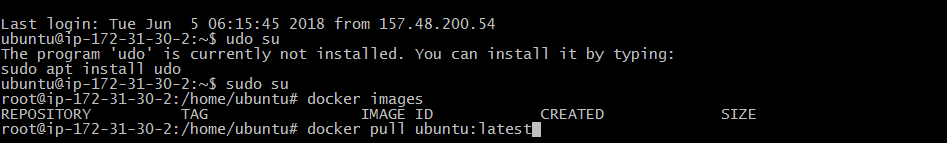 Last login: Tue Jun  5 06:15:45 2018 from 157.48.200.54
ubuntu@ip-172-31-30-2:~$ udo su
The program 'udo' is currently not installed. You can install it by typing:
sudo apt install udo
ubuntu@ip-172-31-30-2:~$ sudo su
root@ip-172-31-30-2:/home/ubuntu# docker images
REPOSITORY          TAG                 IMAGE ID            CREATED             SIZE
root@ip-172-31-30-2:/home/ubuntu# docker pull ubuntu:latest